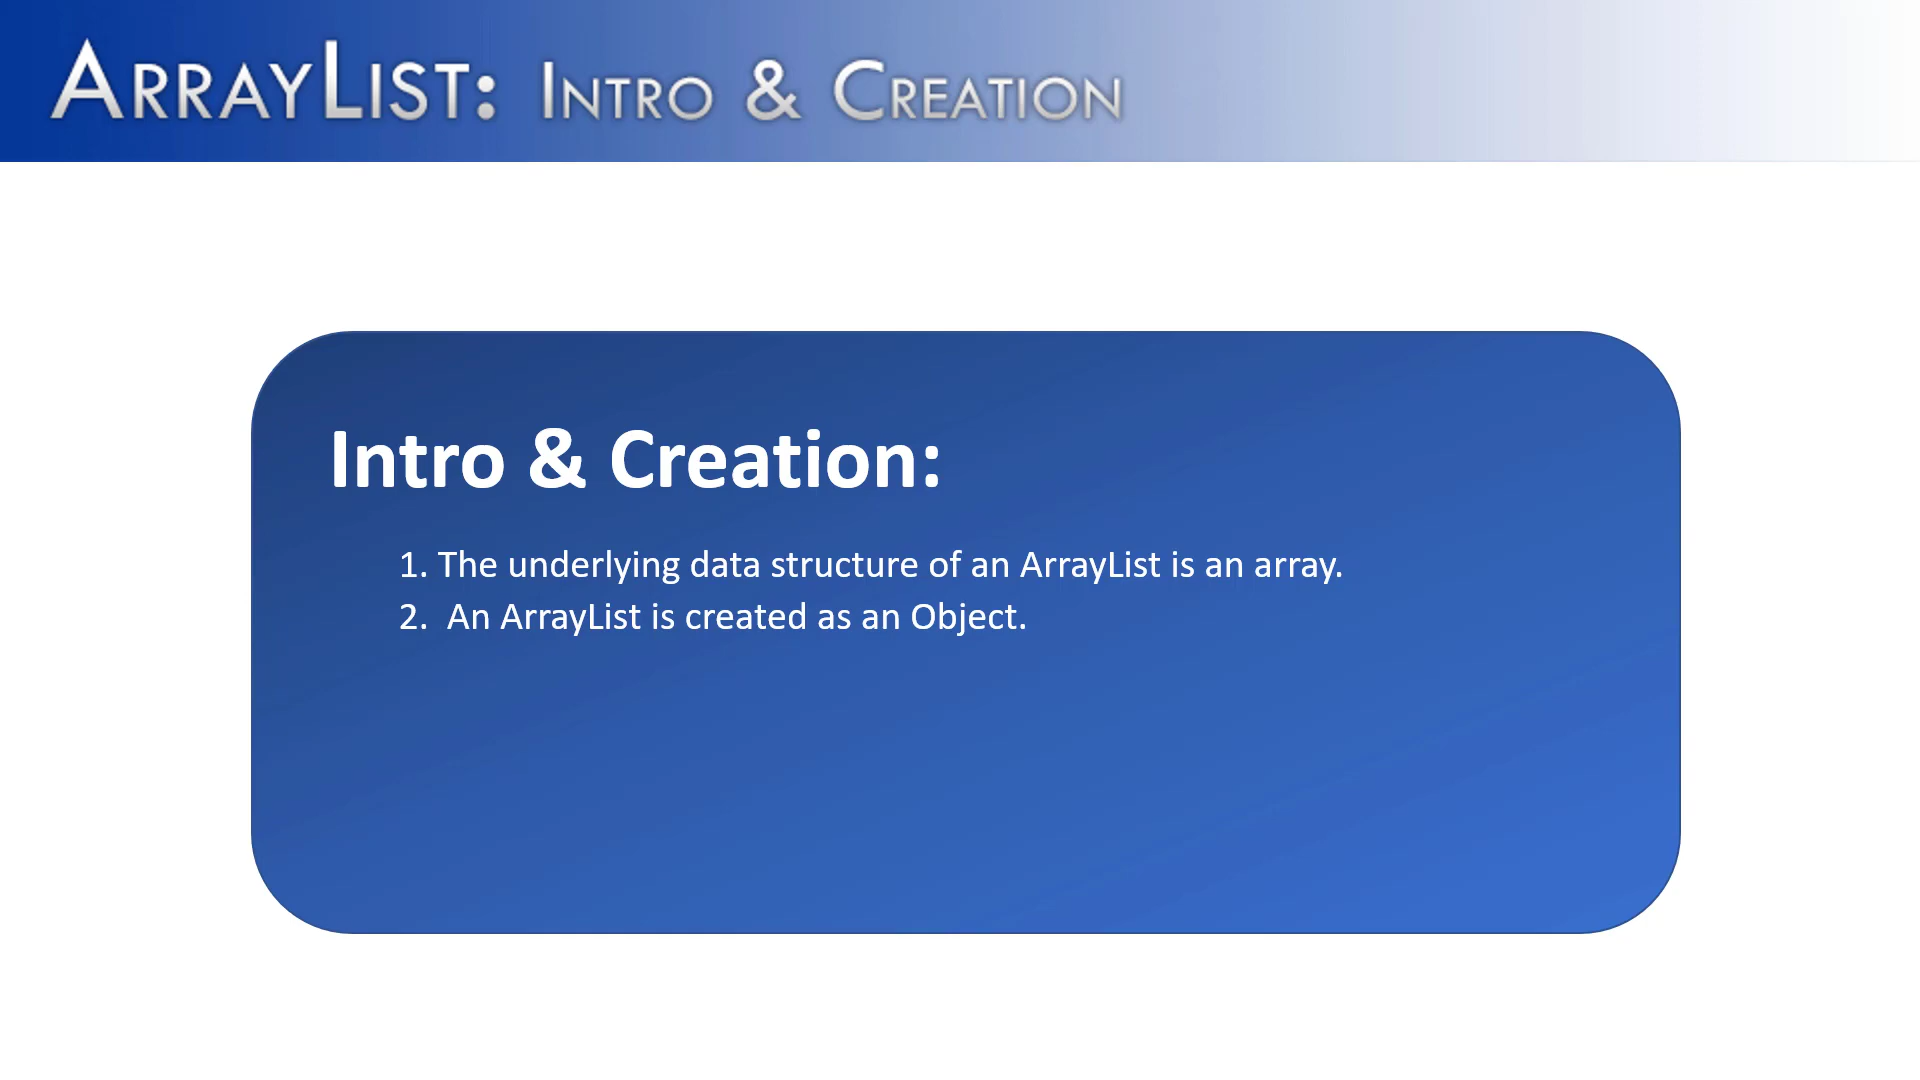 ArrayList: Intro & Creation
Intro & Creation:
1. The underlying data structure of an ArrayList is an array.
2. An ArrayList is created as an Object.